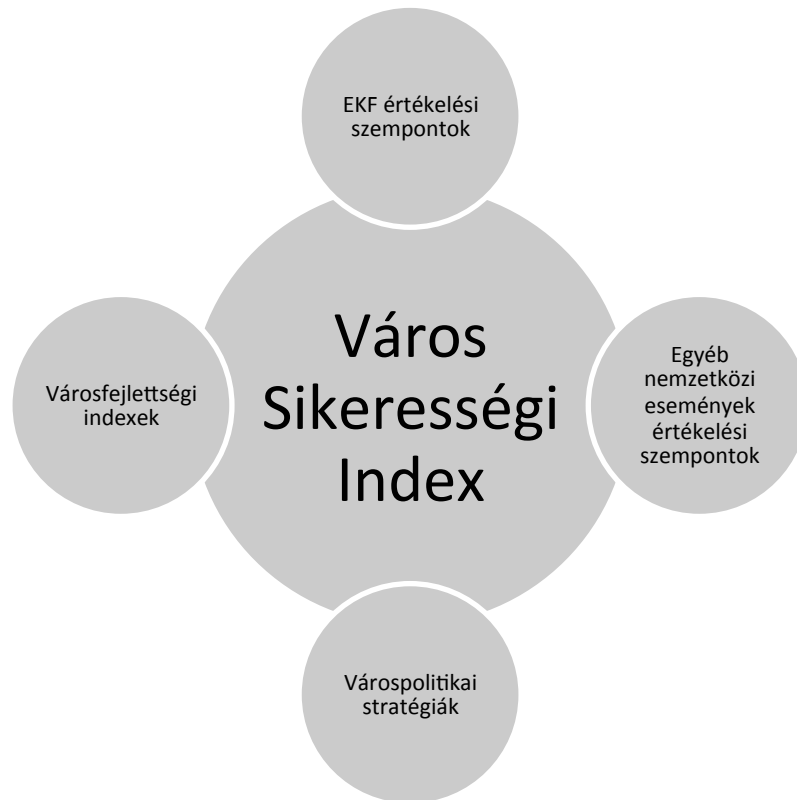 EKF értékelési
szempontok
Városfejlettségi
indexek
Város
Sikerességi
Index
Egyéb
nemzetközi
események
értékelési
szempontok
Várospolitikai
stratégiák